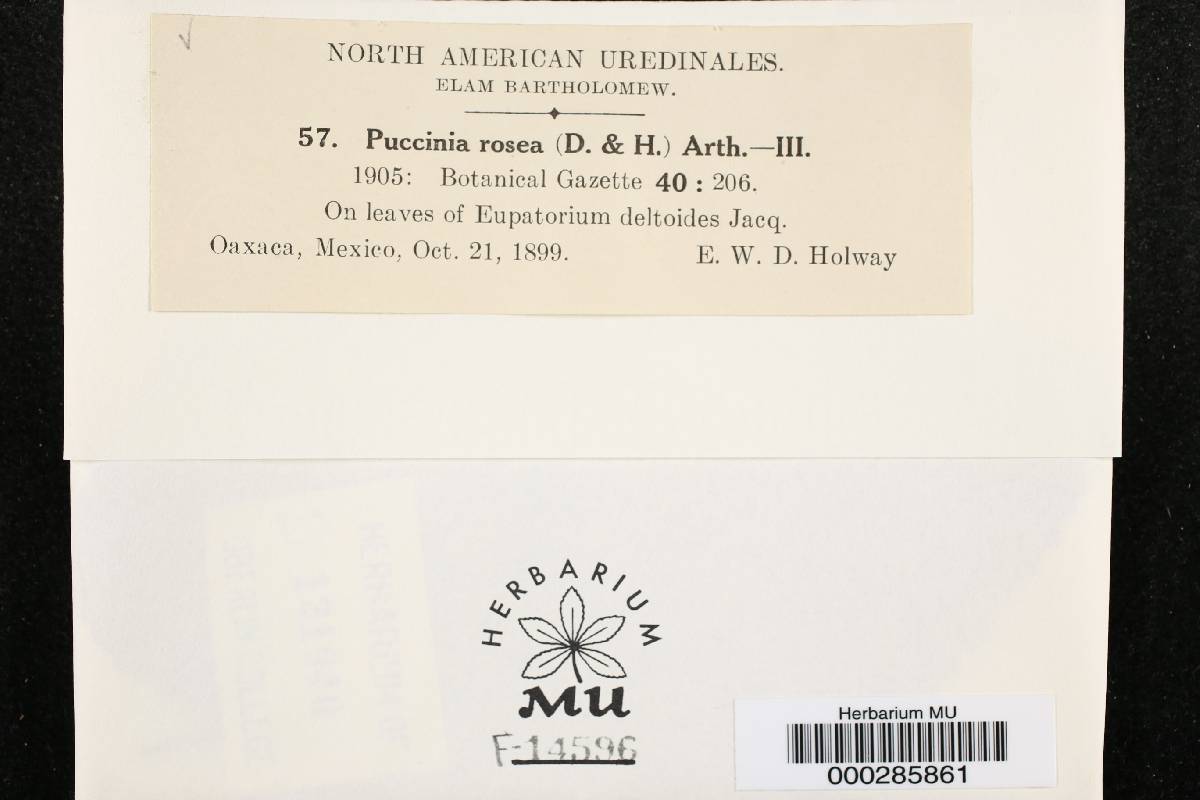 NORTH AMERICAN UREDINALES.
ELAM BARTHOLOMEW.
57. Puccinia rosea (D. & H.) Arth.—III.
1905: Botanical Gazette 40 : 206.
On leaves of Eupatorium deltoides Jacq.
Oaxaca, Mexico, Oct. 21, 1899. E. W. D. Holway
HERBARIUM
MU
F-14596
Herbarium MU
000285861